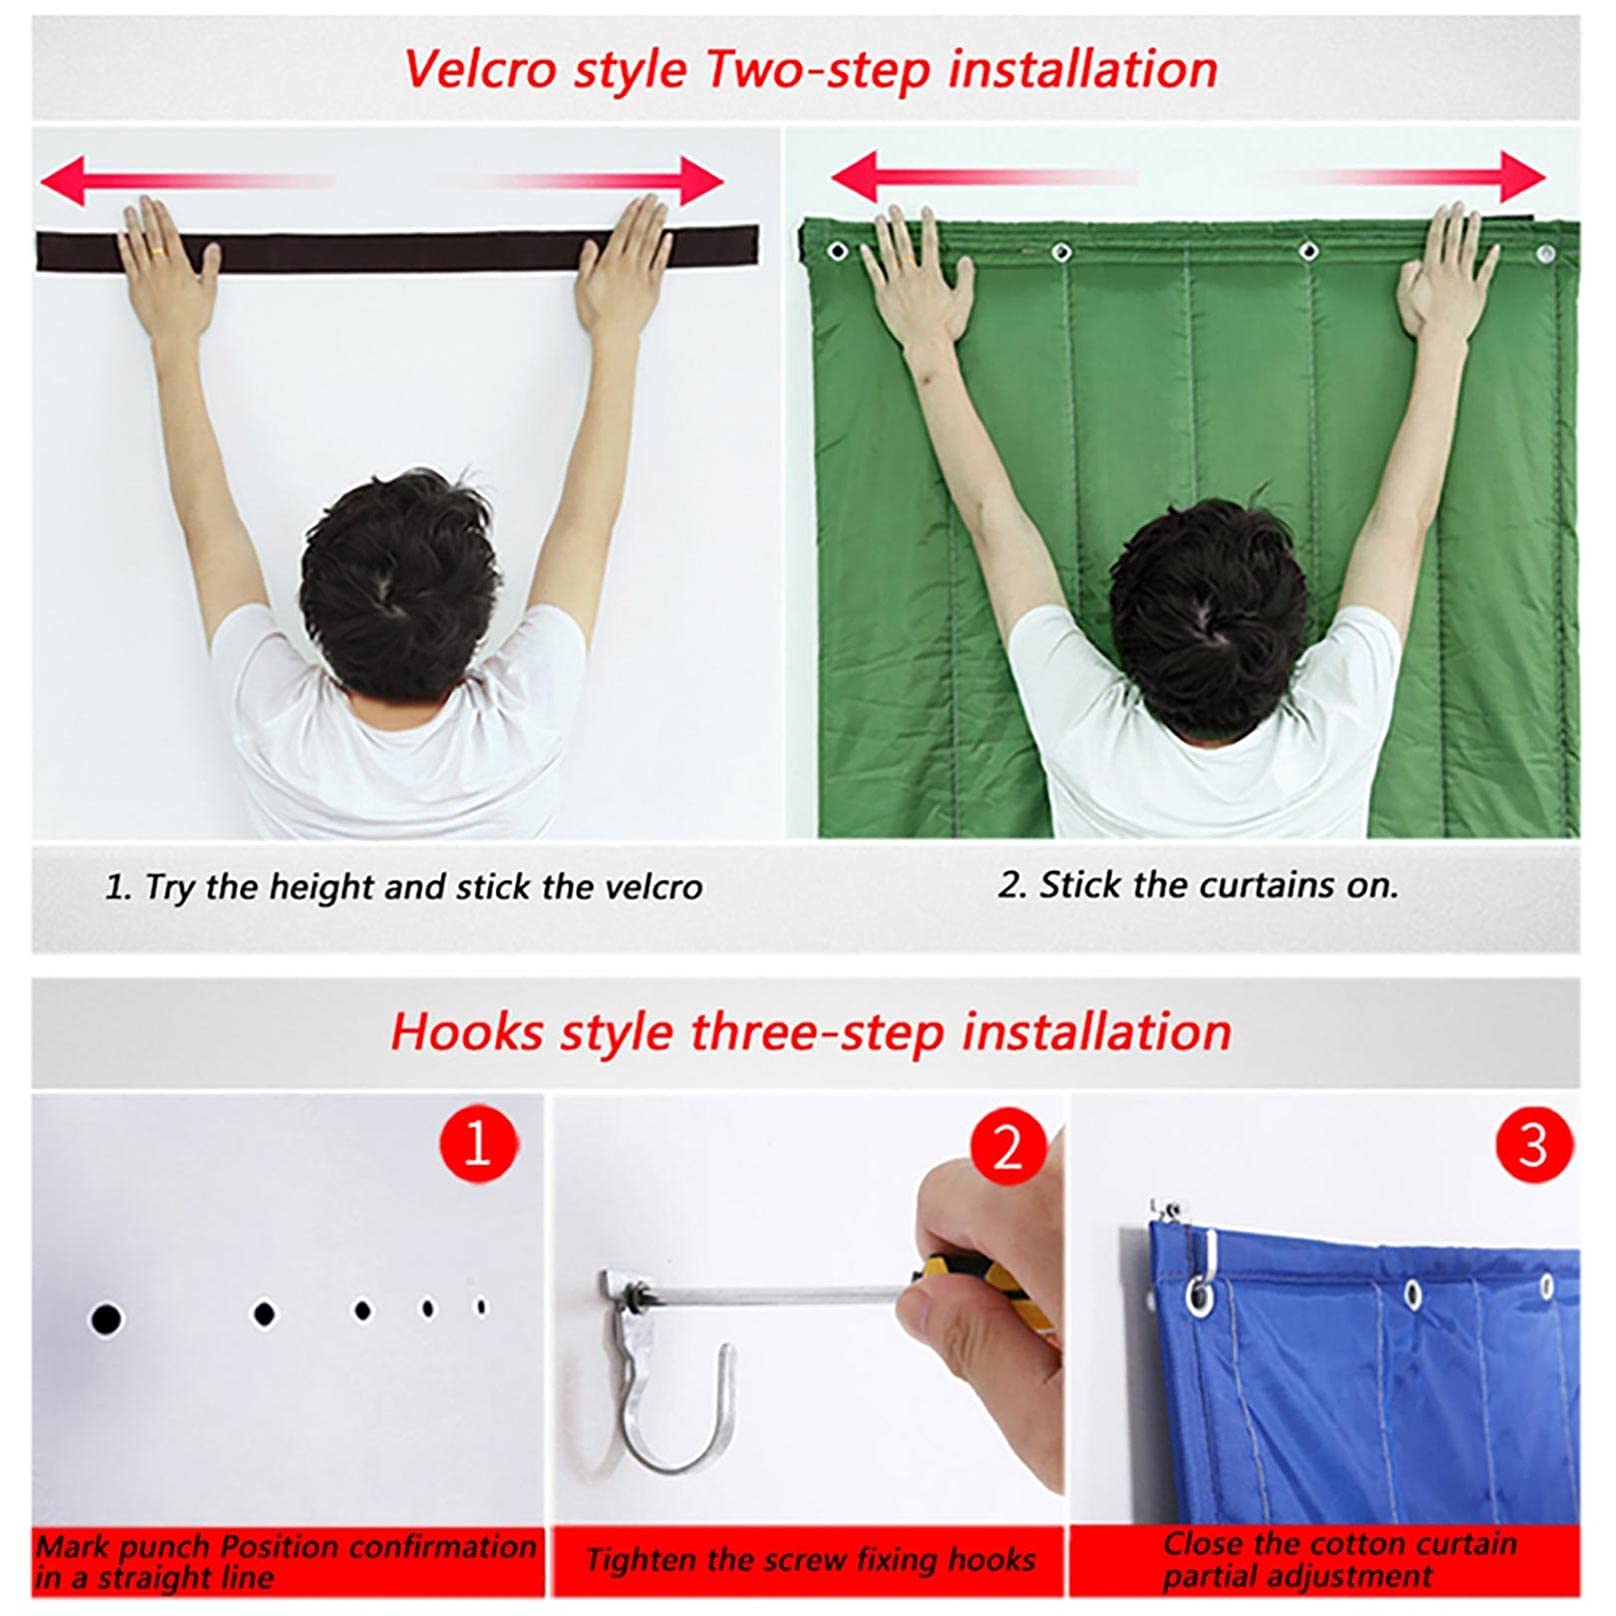 Velcro style Two-step installation
1. Try the height and stick the velcro
2. Stick the curtains on.
Hooks style three-step installation
1
2
3
Mark punch Position confirmation
in a straight line
Tighten the screw fixing hooks
Close the cotton curtain
partial adjustment